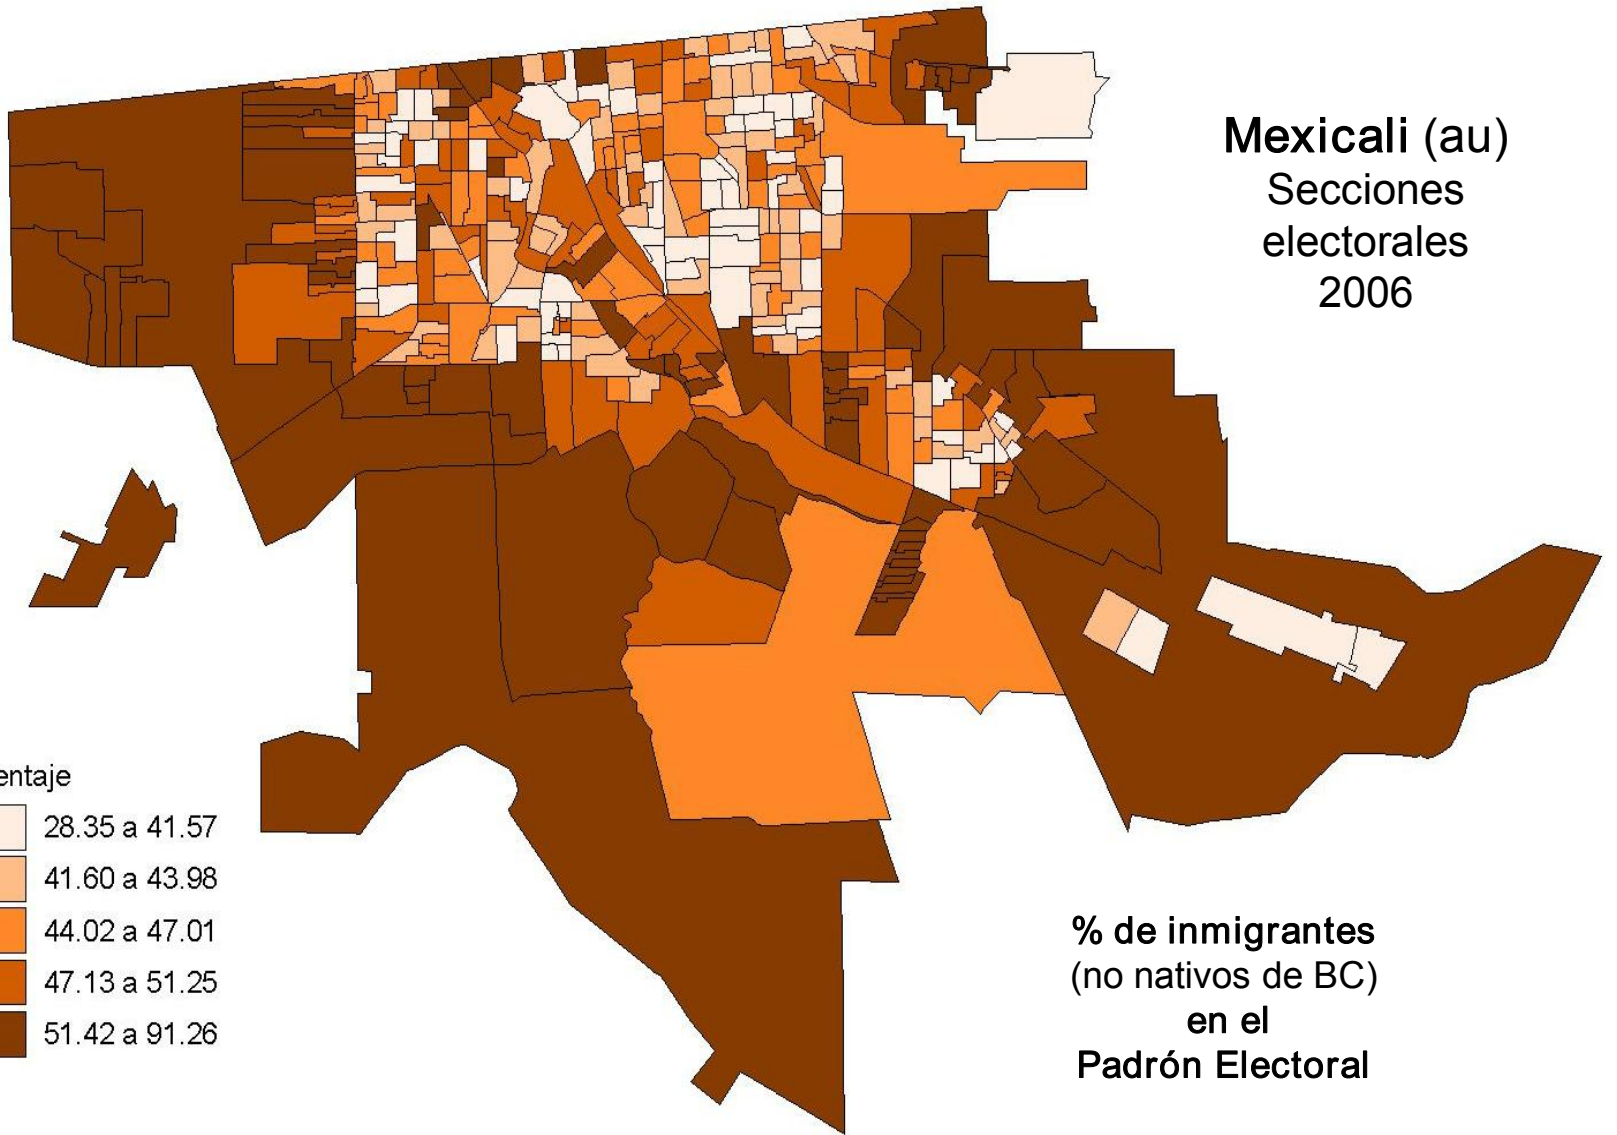 Mexicali (au)
Secciones
electorales
2006
entaje
28.35 a 41.57
41.60 a 43.98
44.02 a 47.01
47.13 a 51.25
51.42 a 91.26
% de inmigrantes
(no nativos de BC)
en el
Padrón Electoral